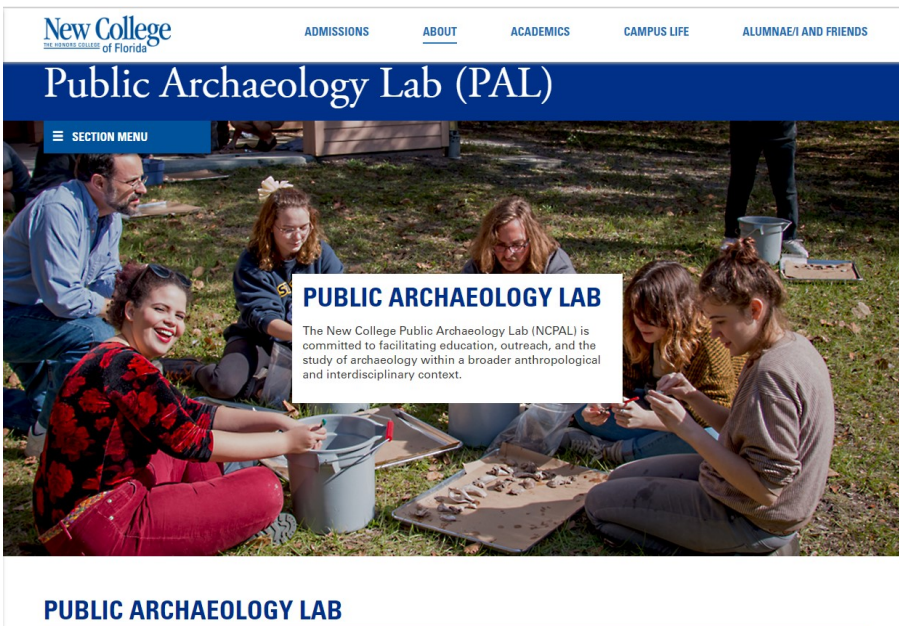 New College
THE HONORS COLLEGE of Florida
ADMISSIONS
ABOUT
ACADEMICS
CAMPUS LIFE
ALUMNAE/I AND FRIENDS
Public Archaeology Lab (PAL)
SECTION MENU
PUBLIC ARCHAEOLOGY LAB
The New College Public Archaeology Lab (NCPAL) is
committed to facilitating education, outreach, and the
study of archaeology within a broader anthropological
and interdisciplinary context.
PUBLIC ARCHAEOLOGY LAB